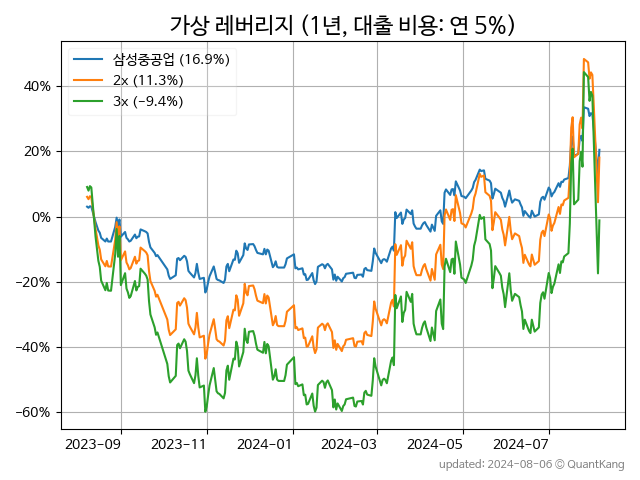 가상 레버리지 (1년, 대출 비용: 연 5%)
삼성중공업 (16.9%)
2x (11.3%)
3x (−9.4%)
40%
20%
0%
−20%
−40%
−60%
2023-09 2023-11 2024-01 2024-03 2024-05 2024-07
updated: 2024-08-06 © QuantKang